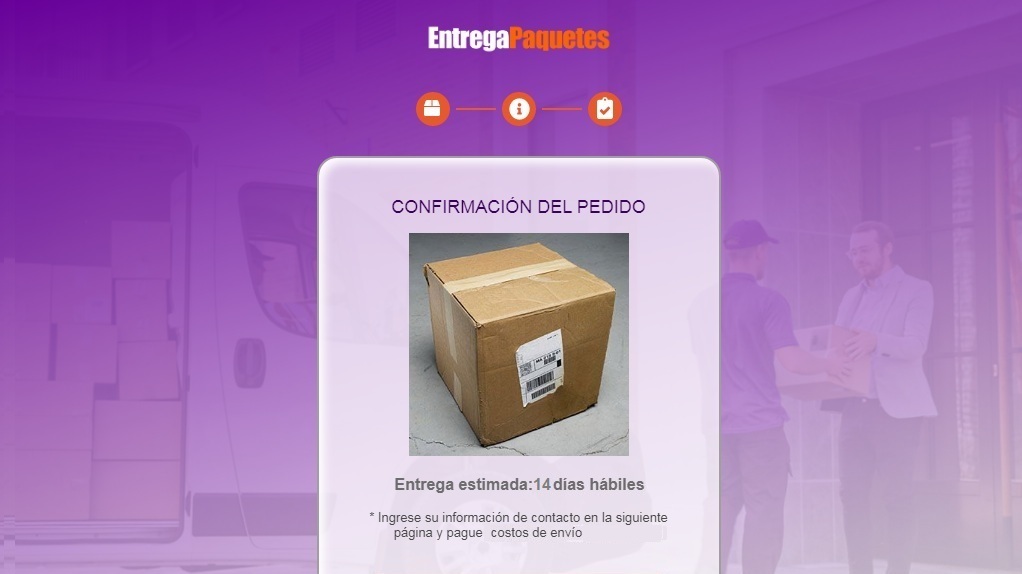 EntregaPaquetes
CONFIRMACIÓN DEL PEDIDO
Entrega estimada:14 días hábiles
* Ingrese su información de contacto en la siguiente
página y pague costos de envío